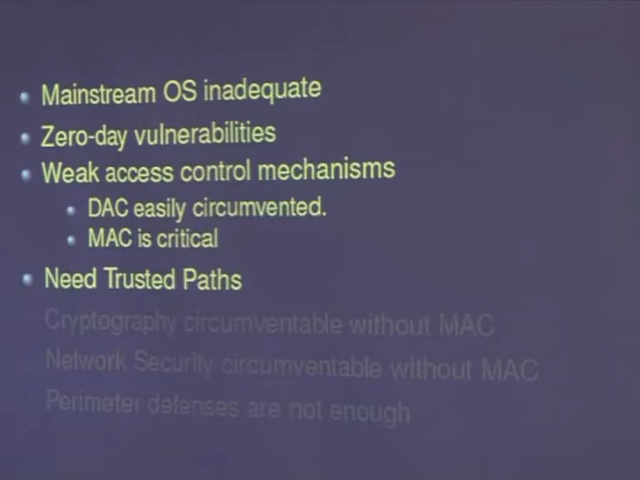 Mainstream OS inadequate
Zero-day vulnerabilities
Weak access control mechanisms
DAC easily circumvented.
MAC is critical
Need Trusted Paths
Cryptography circumventable without MAC
Network Security circumventable without MAC
Perimeter defenses are not enough